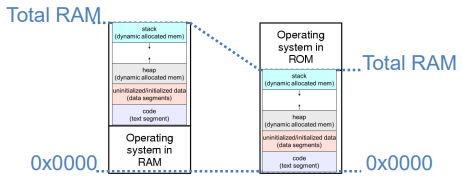 Total RAM
stack
(dynamic allocated mem)
heap
(dynamic allocated mem)
uninitialized/initialized data
(data segments)
code
(text segment)
Operating
system in
RAM
0x0000
Operating
system in
ROM
Total RAM
stack
(dynamic allocated mem)
heap
(dynamic allocated mem)
uninitialized/initialized data
(data segments)
code
(text segment)
0x0000